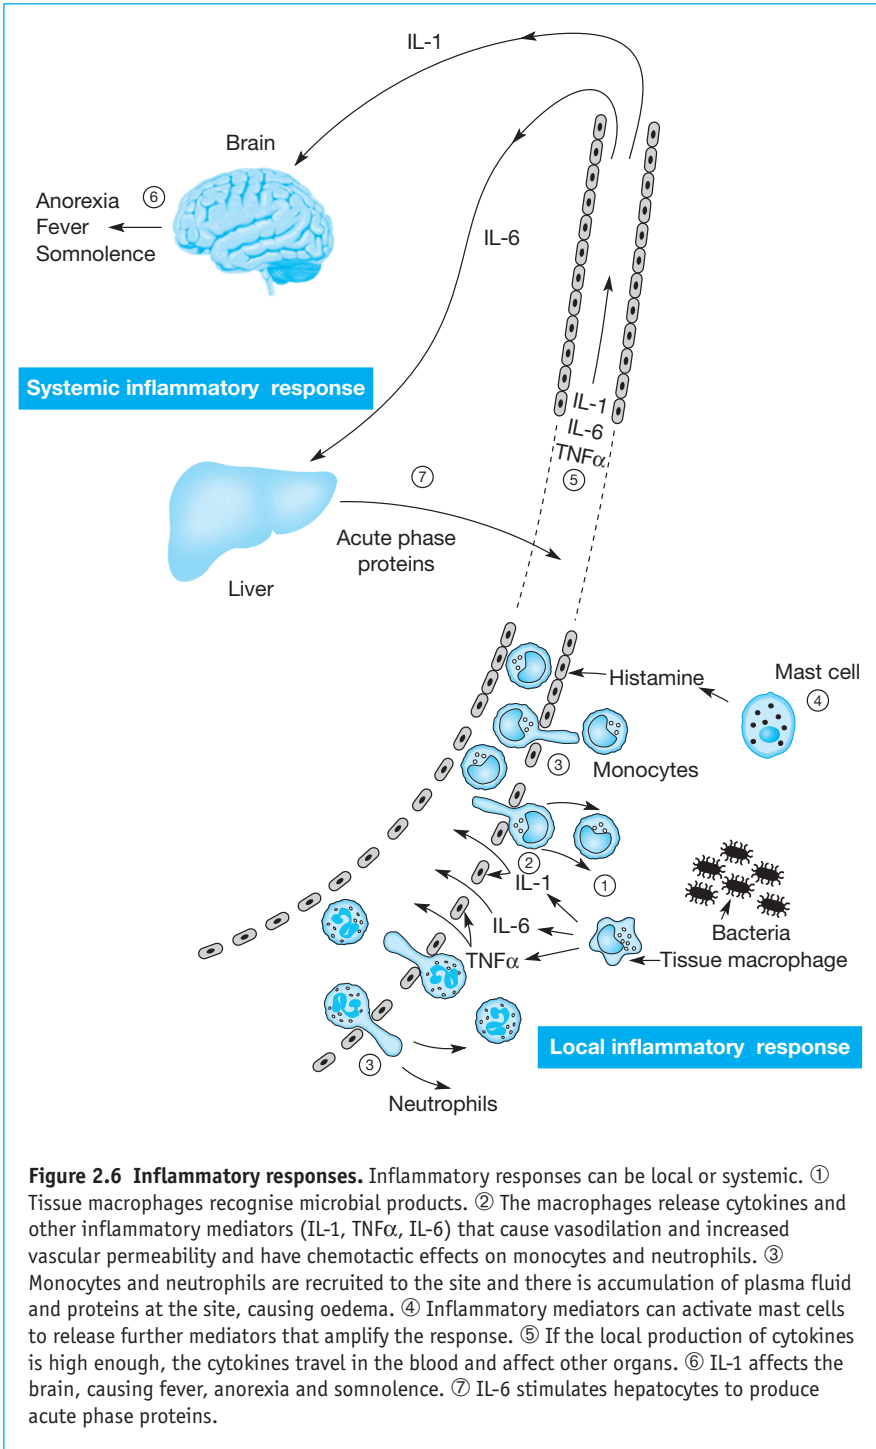 IL-1
Brain
⑥
Anorexia
Fever
Somnolence
IL-6
Systemic inflammatory response
IL-1
IL-6
TNFα
⑤
⑦
Acute phase
proteins
Liver
Histamine
Mast cell
④
③
Monocytes
②
①
IL-1
IL-6
TNFα
Bacteria
Tissue macrophage
Local inflammatory response
③
Neutrophils
Figure 2.6 Inflammatory responses. Inflammatory responses can be local or systemic. ①
Tissue macrophages recognise microbial products. ② The macrophages release cytokines and
other inflammatory mediators (IL-1, TNFα, IL-6) that cause vasodilation and increased
vascular permeability and have chemotactic effects on monocytes and neutrophils. ③
Monocytes and neutrophils are recruited to the site and there is accumulation of plasma fluid
and proteins at the site, causing oedema. ④ Inflammatory mediators can activate mast cells
to release further mediators that amplify the response. ⑤ If the local production of cytokines
is high enough, the cytokines travel in the blood and affect other organs. ⑥ IL-1 affects the
brain, causing fever, anorexia and somnolence. ⑦ IL-6 stimulates hepatocytes to produce
acute phase proteins.